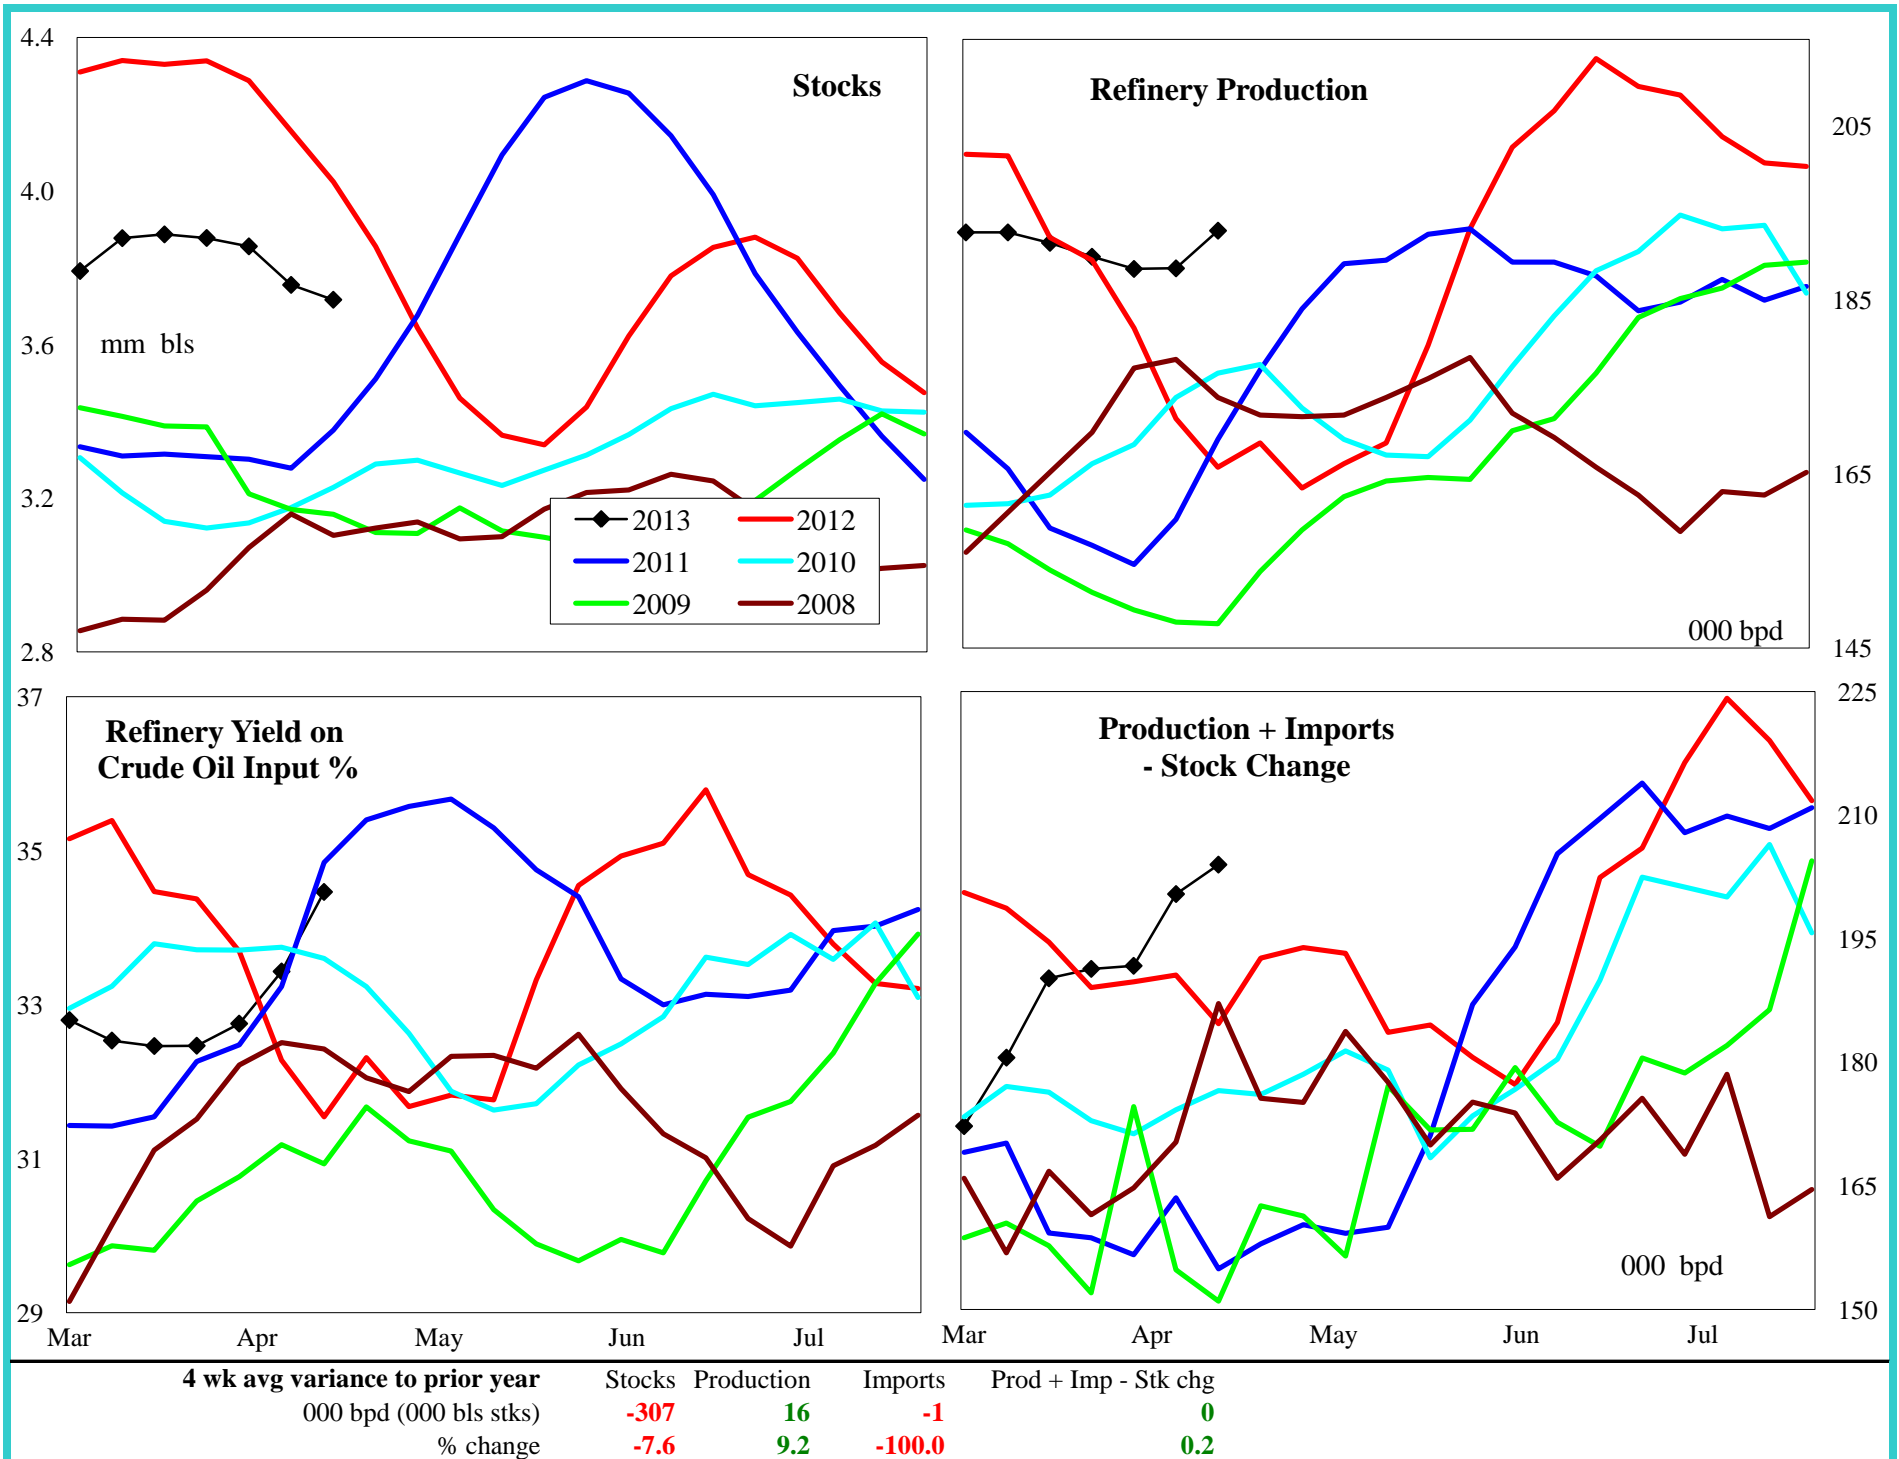 4.4
4.0
3.6
3.2
2.8
Stocks
mm bls
2013 2012
2011 2010
2009 2008
Refinery Production
000 bpd
205
185
165
145
37
35
33
31
29
Refinery Yield on
Crude Oil Input %
Mar Apr May Jun Jul
Production + Imports
- Stock Change
000 bpd
225
210
195
180
165
150
Mar Apr May Jun Jul
4 wk avg variance to prior year Stocks Production Imports Prod + Imp - Stk chg
000 bpd (000 bls stks) -307 16 -1 0
% change -7.6 9.2 -100.0 0.2